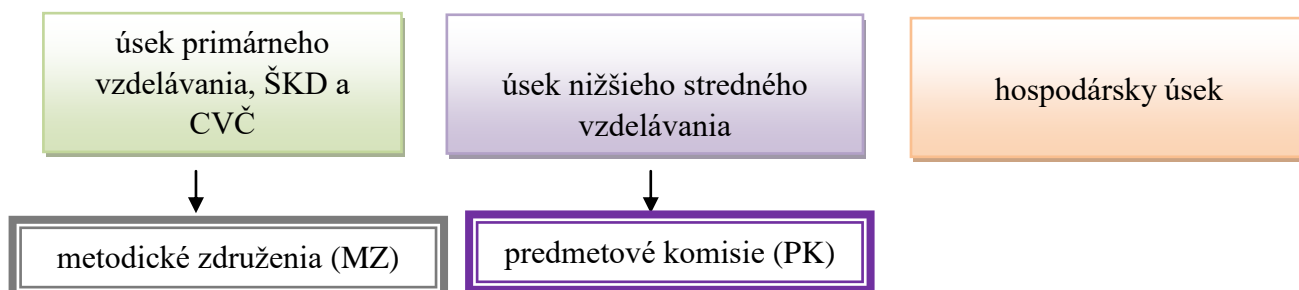 úsek primárneho
vzdelávania, ŠKD a
CVČ
úsek nižšieho stredného
vzdelávania
hospodársky úsek
metodické združenia (MZ)
predmetové komisie (PK)